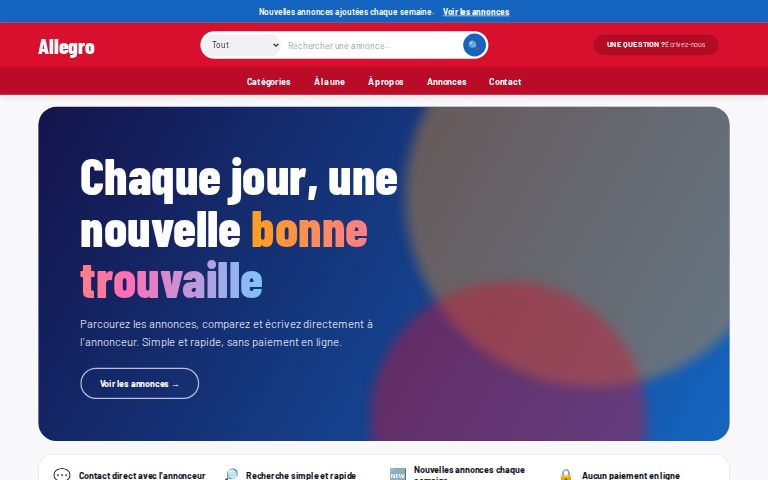 Nouvelles annonces ajoutées chaque semaine. Voir les annonces
Allegro
Tout
Rechercher une annonce...
UNE QUESTION ? Écrivez-nous
Catégories À la une À propos Annonces Contact
Chaque jour, une
nouvelle bonne
trouvaille
Parcourez les annonces, comparez et écrivez directement à
l'annonceur. Simple et rapide, sans paiement en ligne.
Voir les annonces →
Contact direct avec l'annonceur
Recherche simple et rapide
NEW
Nouvelles annonces chaque
semaine
Aucun paiement en ligne